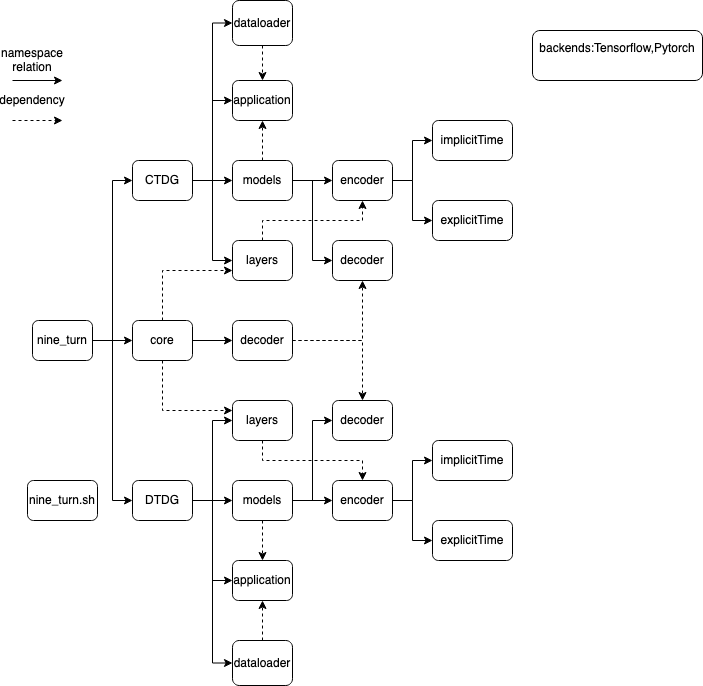 dataloader
backends:Tensorflow,Pytorch
namespace
relation
dependency
application
implicitTime
CTDG
models
encoder
explicitTime
layers
decoder
nine_turn
core
decoder
layers
decoder
implicitTime
nine_turn.sh
DTDG
models
encoder
explicitTime
application
dataloader